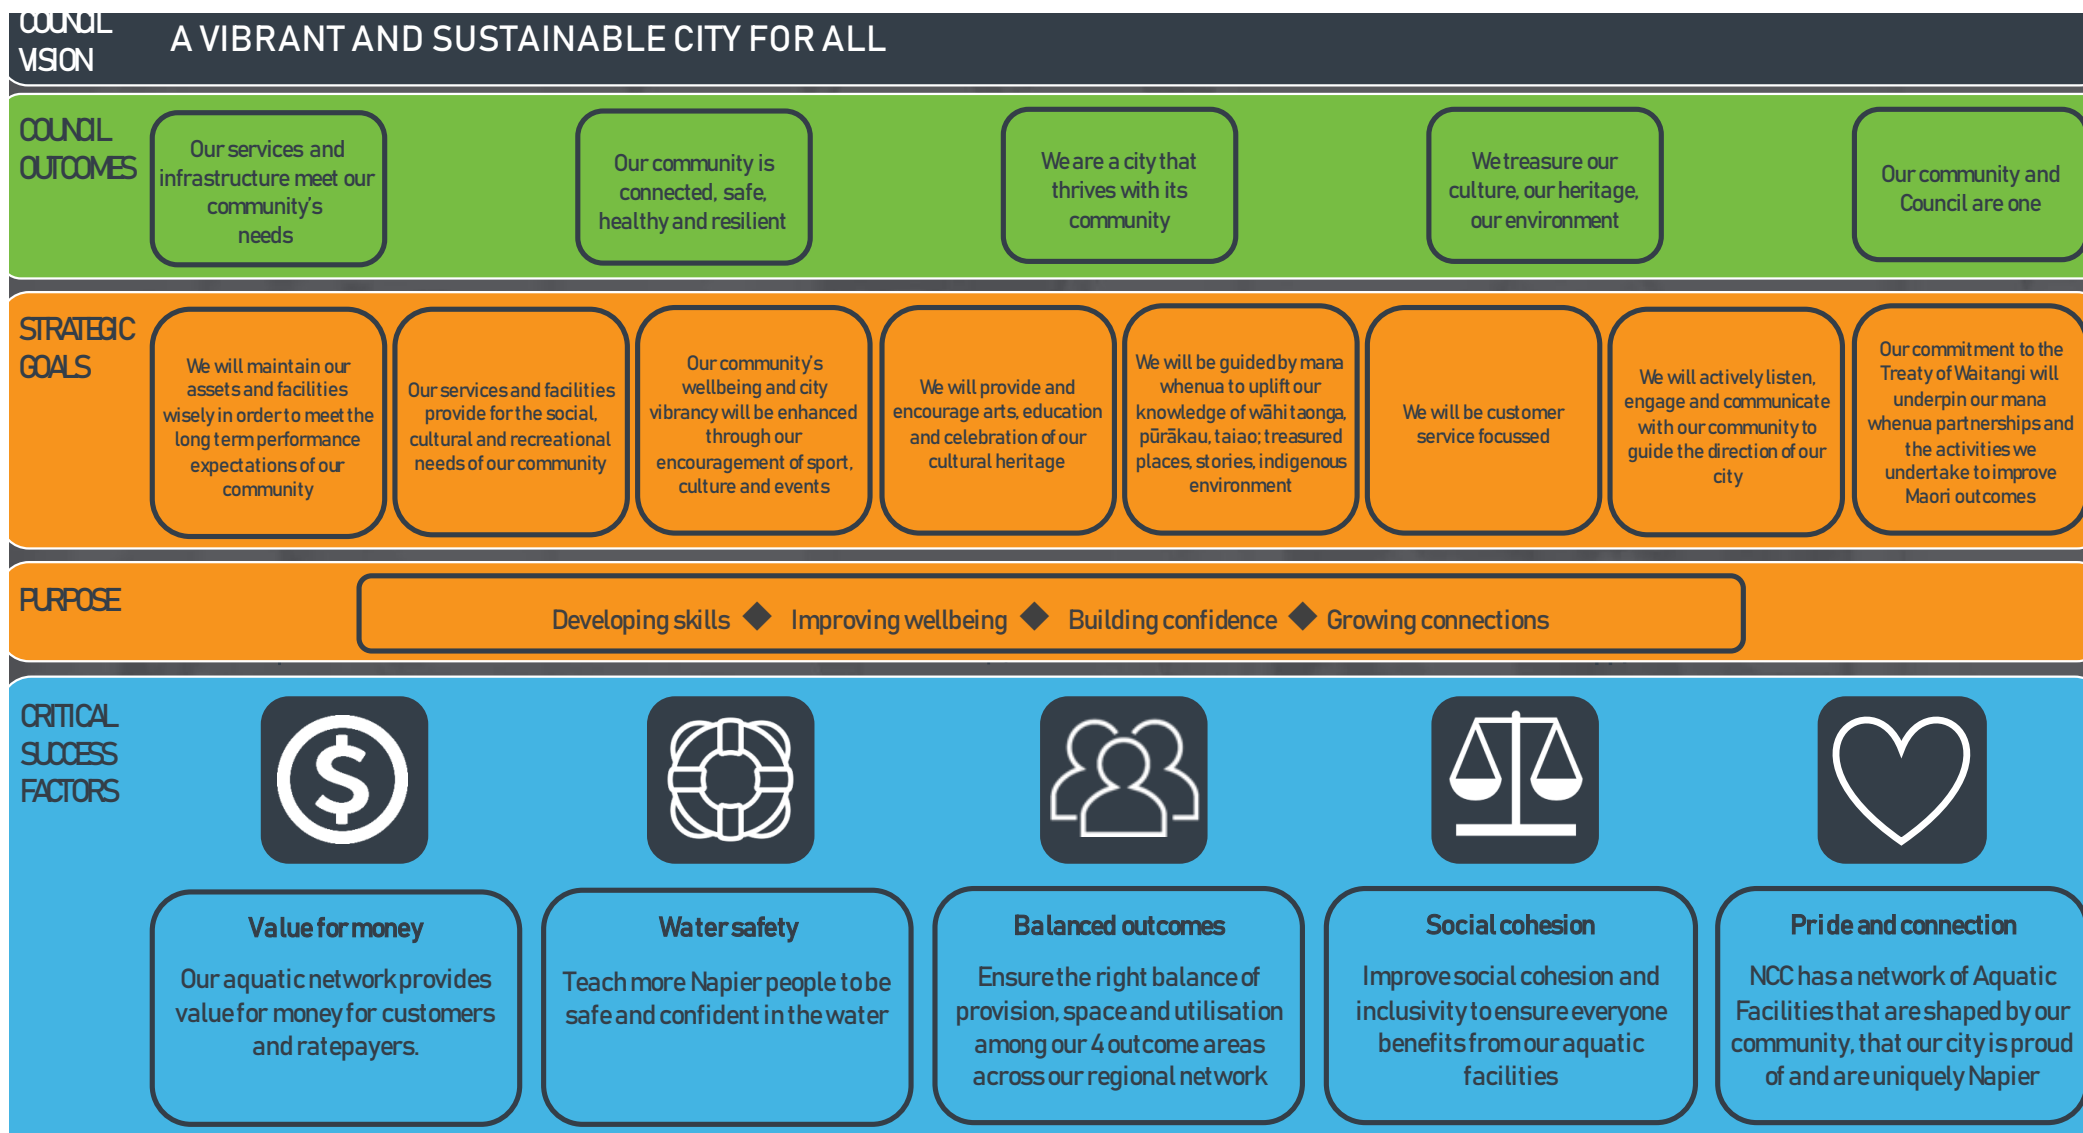 COUNCIL
VISION
A VIBRANT AND SUSTAINABLE CITY FOR ALL
COUNCIL
OUTCOMES
Our services and
infrastructure meet our
community's
needs
Our community is
connected, safe,
healthy and resilient
We are a city that
thrives with its
community
We treasure our
culture, our heritage,
our environment
Our community and
Council are one
STRATEGIC
GOALS
We will maintain our
assets and facilities
wisely in order to meet the
long term performance
expectations of our
community
Our services and facilities
provide for the social,
cultural and recreational
needs of our community
Our community's
wellbeing and city
vibrancy will be enhanced
through our
encouragement of sport,
culture and events
We will provide and
encourage arts, education
and celebration of our
cultural heritage
We will be guided by mana
whenua to uplift our
knowledge of wāhi taonga,
pūrākau, taiao; treasured
places, stories, indigenous
environment
We will be customer
service focussed
We will actively listen,
engage and communicate
with our community to
guide the direction of our
city
Our commitment to the
Treaty of Waitangi will
underpin our mana
whenua partnerships and
the activities we
undertake to improve
Maori outcomes
PURPOSE
Developing skills ◆ Improving wellbeing ◆ Building confidence ◆ Growing connections
CRITICAL
SUCCESS
FACTORS
$
Value for money
Our aquatic network provides
value for money for customers
and ratepayers.
Water safety
Teach more Napier people to be
safe and confident in the water
Balanced outcomes
Ensure the right balance of
provision, space and utilisation
among our 4 outcome areas
across our regional network
Social cohesion
Improve social cohesion and
inclusivity to ensure everyone
benefits from our aquatic
facilities
Pride and connection
NCC has a network of Aquatic
Facilities that are shaped by our
community, that our city is proud
of and are uniquely Napier